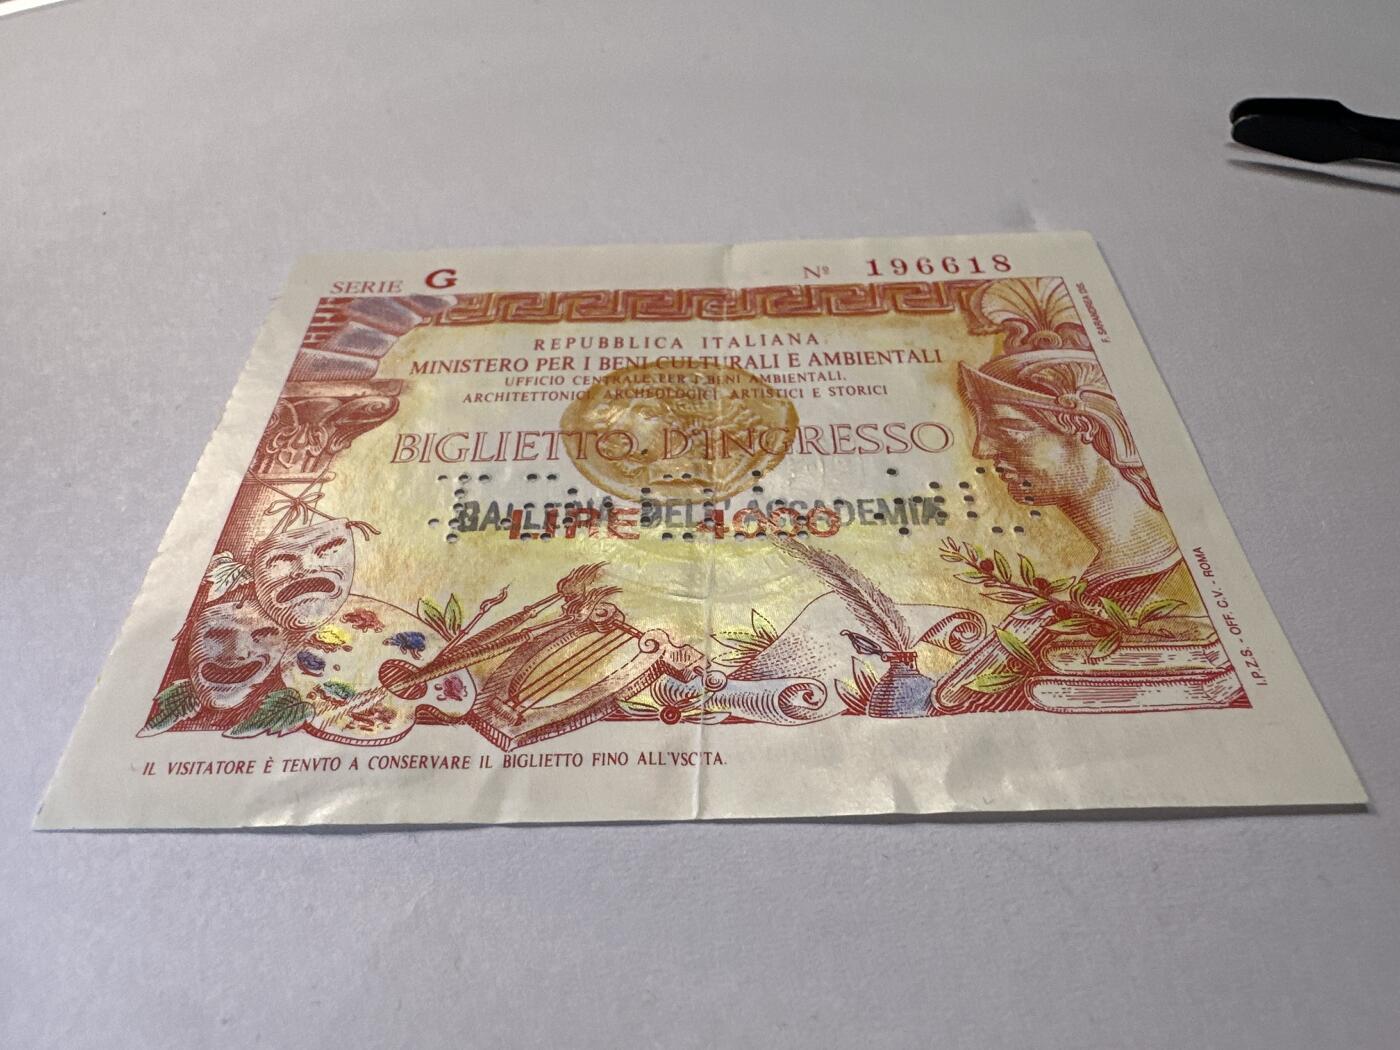 SERIE G
Nº 196618
REPUBBLICA ITALIANA
MINISTERO PER I BENI CULTURALI E AMBIENTALI
UFFICIO CENTRALE PER I BENI AMBIENTALI,
ARCHITETTONICI, ARCHEOLOGICI, ARTISTICI E STORICI
BIGLIETTO D'INGRESSO
GALLERIA DELL' ACCADEMIA
LIRE 4000
IL VISITATORE È TENVTO A CONSERVARE IL BIGLIETTO FINO ALL'VSCITA.
I.P.Z.S. - OFF. C.V. - ROMA